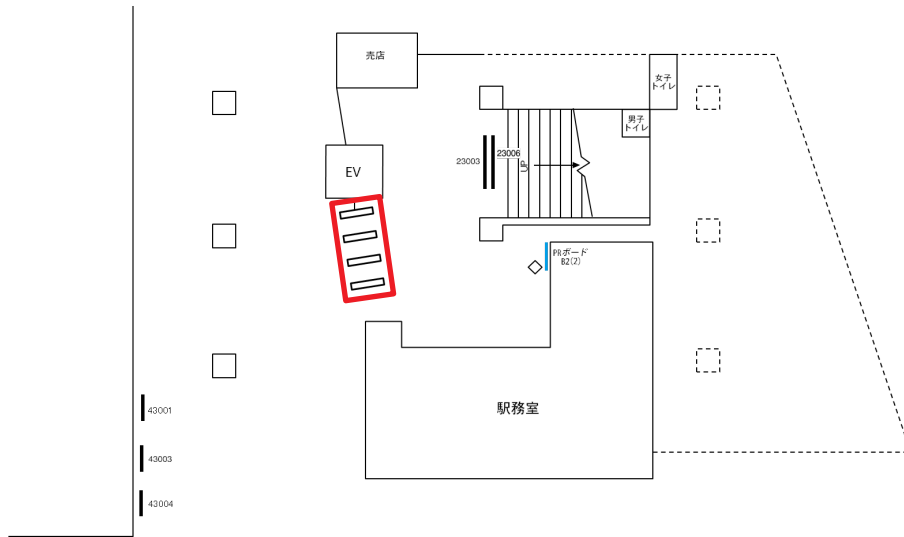 売店
女子
トイレ
男子
トイレ
23003
23006
UP
EV
PRボード
B2(2)
43001
駅務室
43003
43004